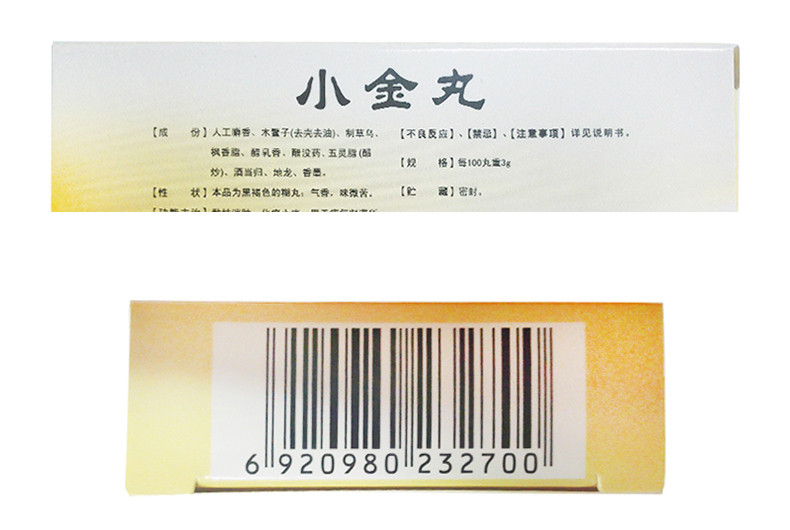 小金丸
【成　份】人工麝香、木鳖子(去壳去油)、制草乌、
枫香脂、醋乳香、醋没药、五灵脂(醋
炒)、酒当归、地龙、香墨。
【性　状】本品为黑褐色的糊丸；气香，味微苦。
【不良反应】、【禁忌】、【注意事项】详见说明书。
【规　格】每100丸重3g
【贮　藏】密封。
6 920980 232700